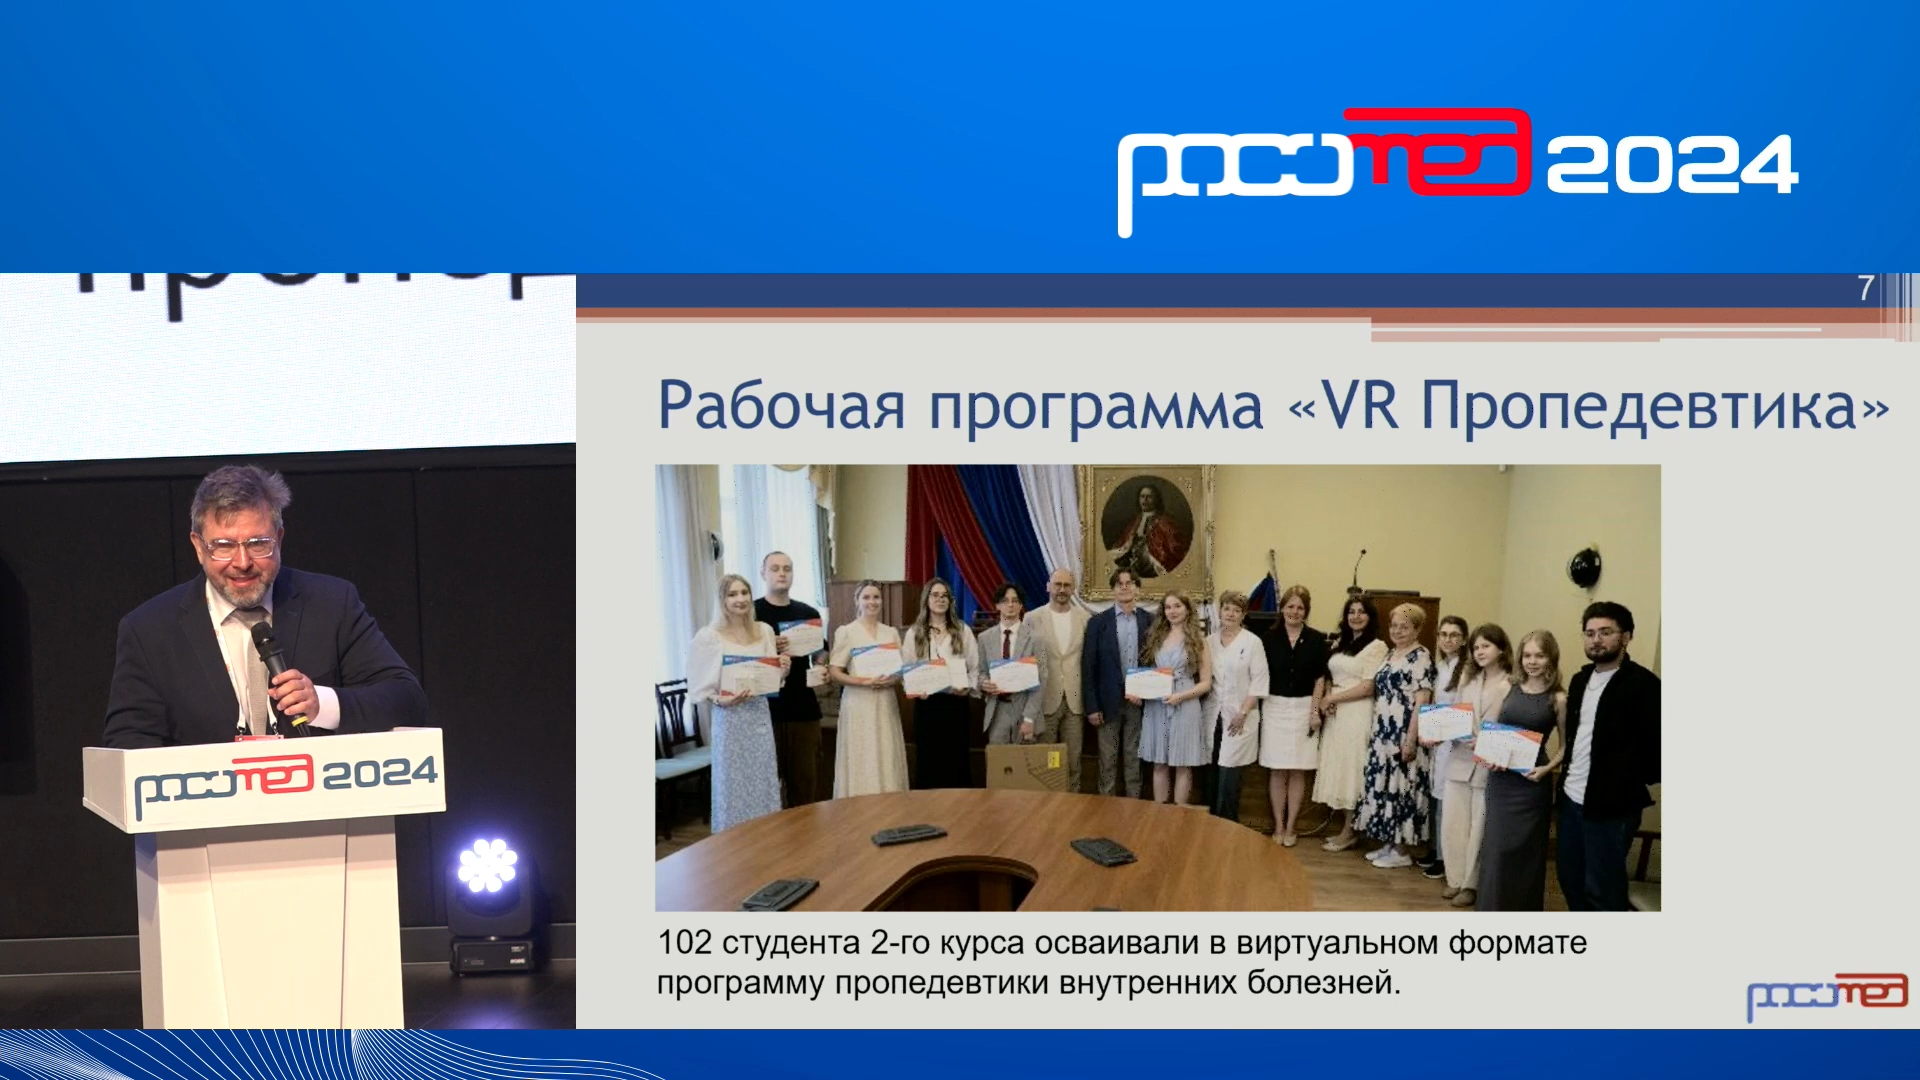 росомед 2024
7
Рабочая программа «VR Пропедевтика»
росомед 2024
102 студента 2-го курса осваивали в виртуальном формате
программу пропедевтики внутренних болезней.
росомед